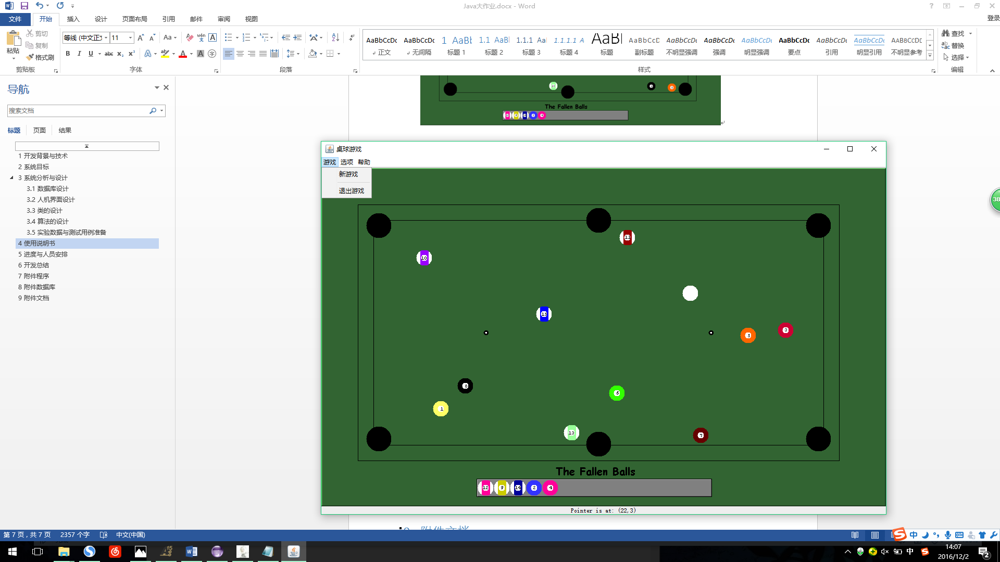 Java大作业.docx - Word
登录
文件 开始 插入 设计 页面布局 引用 邮件 审阅 视图
粘贴 剪切 复制 格式刷
等线 (中文正文 11
AaBbCcDc AaBbCcDc 1 AaBb 1.1 AaBl 1.1.1 Aa 1.1.1.1 A AaBl AaBbCcD AaBbCcDc AaBbCcDc AaBbCcDc AaBbCcDc AaBbCcDc AaBbCcDc AABBCCDE
正文 无间隔 标题 1 标题 2 标题 3 标题 4 标题 副标题 不明显强调 强调 明显强调 要点 引用 明显引用 不明显参考
查找 替换 选择
剪贴板 字体 段落 样式 编辑
导航
搜索文档
标题 页面 结果
1 开发背景与技术
2 系统目标
3 系统分析与设计
3.1 数据库设计
3.2 人机界面设计
3.3 类的设计
3.4 算法的设计
3.5 实验数据与测试用例准备
4 使用说明书
5 进度与人员安排
6 开发总结
7 附件程序
8 附件数据库
9 附件文档
The Fallen Balls
桌球游戏
游戏 选项 帮助
新游戏
退出游戏
11
10
15
3
5
8
6
1
13
7
The Fallen Balls
12 9 14 2 4
Pointer is at: (22,3)
38
第 7 页，共 7 页 2357 个字 中文(中国)
中
中
14:07
2016/12/2
2